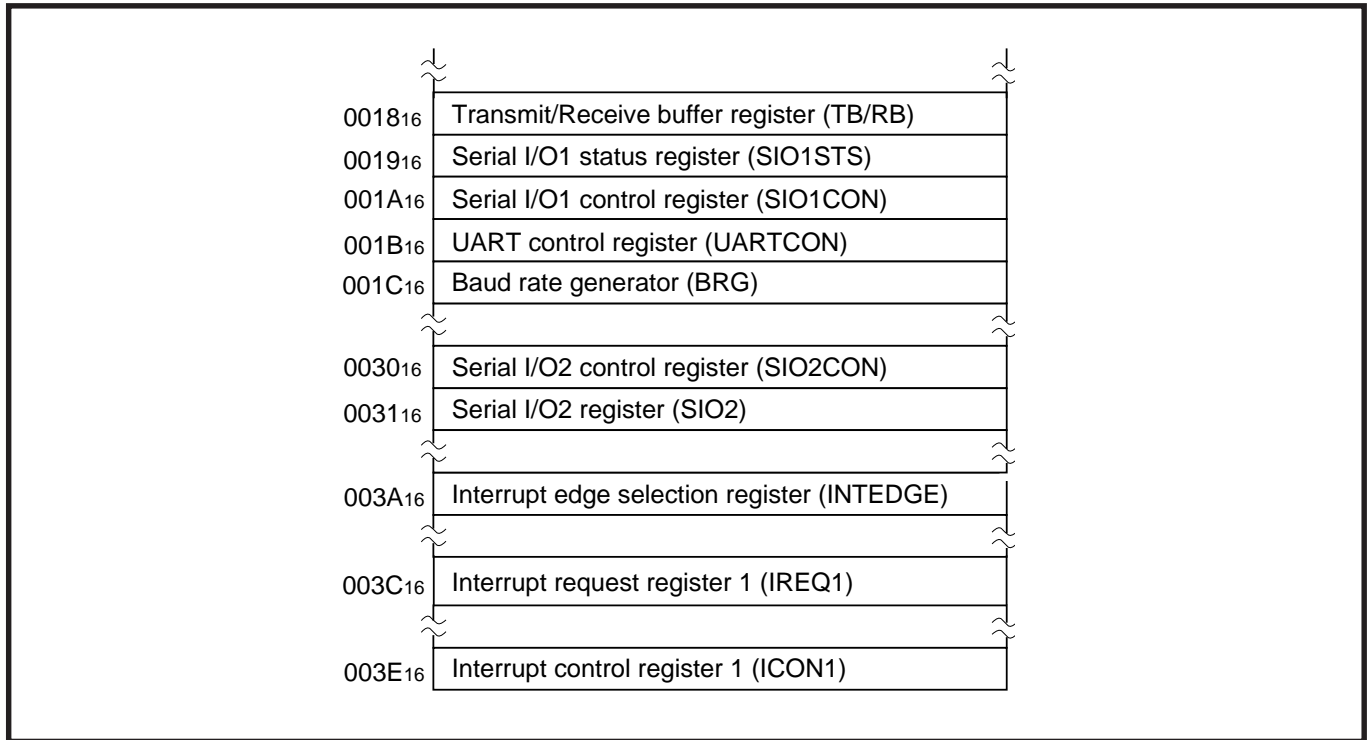 0018₁₆ Transmit/Receive buffer register (TB/RB)
0019₁₆ Serial I/O1 status register (SIO1STS)
001A₁₆ Serial I/O1 control register (SIO1CON)
001B₁₆ UART control register (UARTCON)
001C₁₆ Baud rate generator (BRG)
0030₁₆ Serial I/O2 control register (SIO2CON)
0031₁₆ Serial I/O2 register (SIO2)
003A₁₆ Interrupt edge selection register (INTEDGE)
003C₁₆ Interrupt request register 1 (IREQ1)
003E₁₆ Interrupt control register 1 (ICON1)